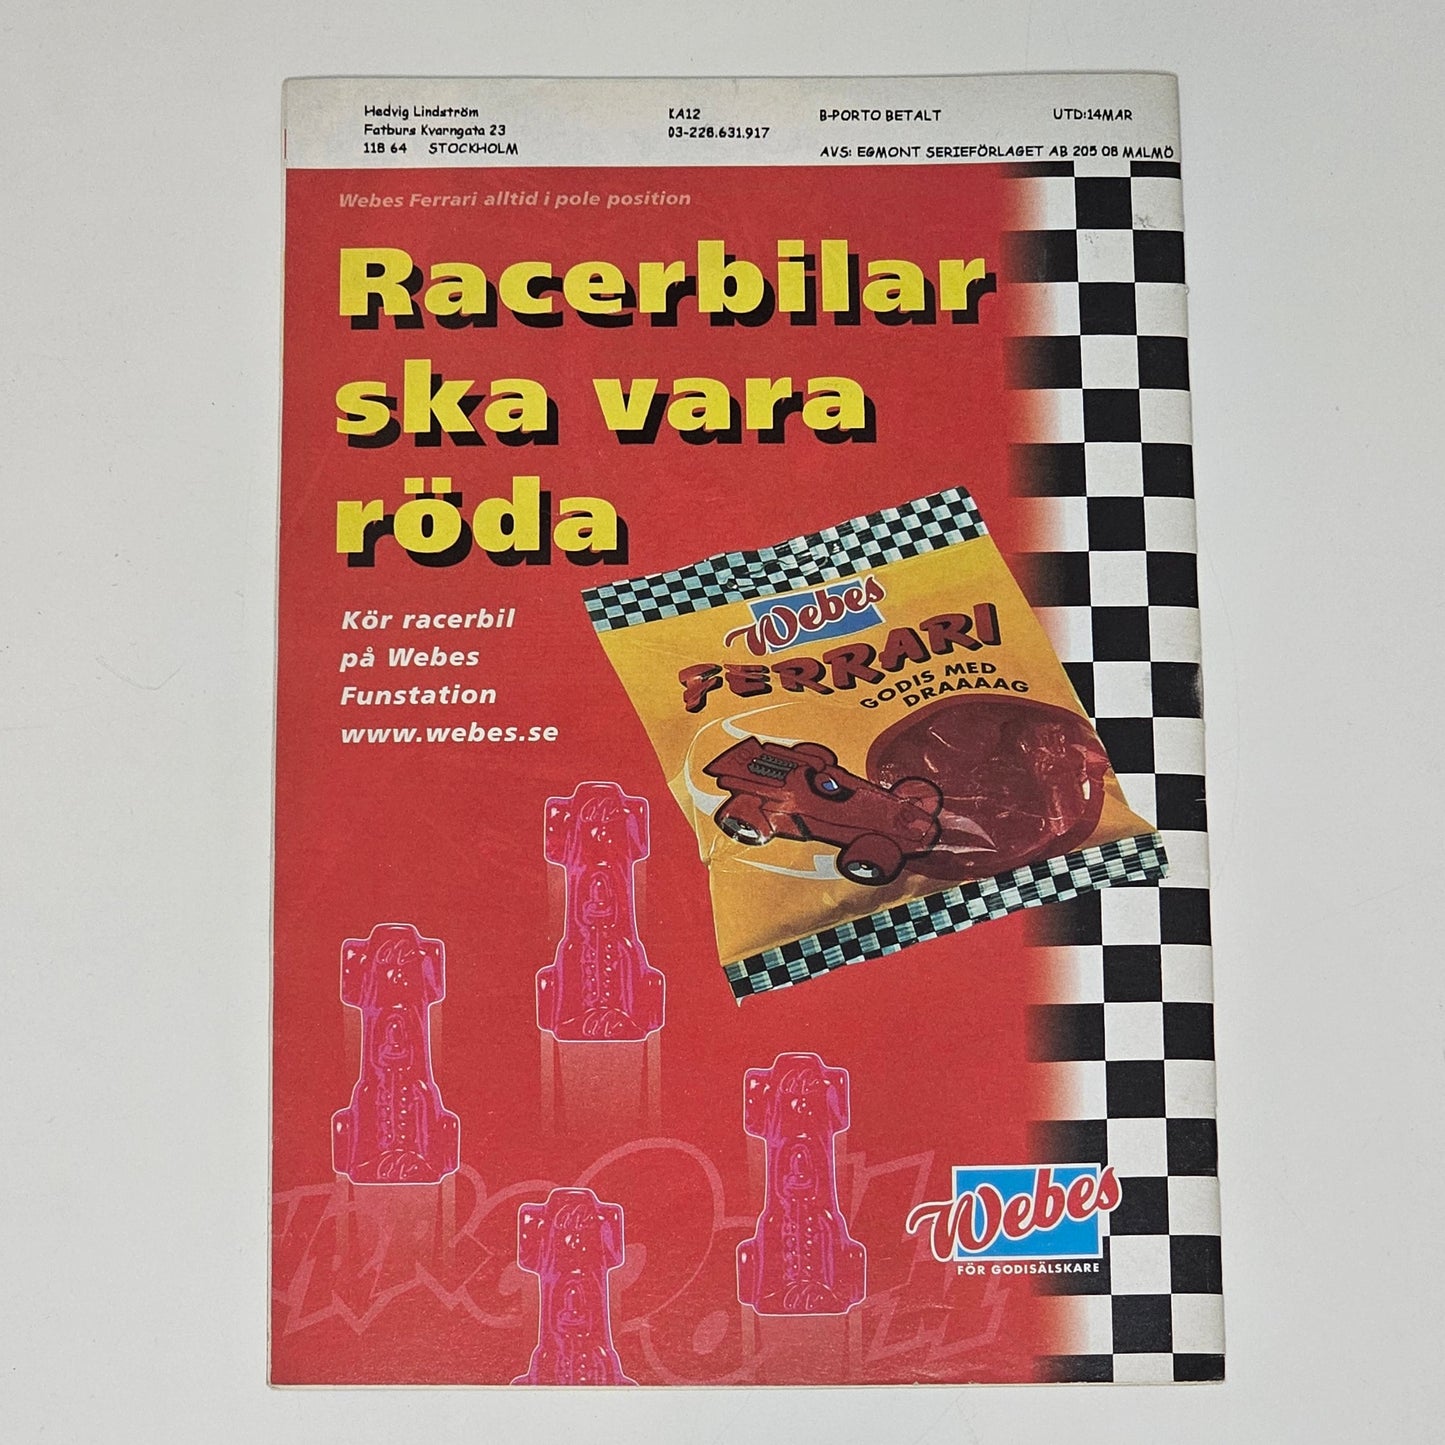 Hedvig Lindström
Fatburs Kvarngata 23
118 64 STOCKHOLM
KA12
03-228.631.917
B-PORTO BETALT
UTD:14MAR
AVS: EGMONT SERIEFÖRLAGET AB 205 08 MALMÖ
Webes Ferrari alltid i pole position
Racerbilar
ska vara
röda
Kör racerbil
på Webes
Funstation
www.webes.se
Webes
FERRARI
GODIS MED
DRAAAAG
Webes
FÖR GODISÄLSKARE